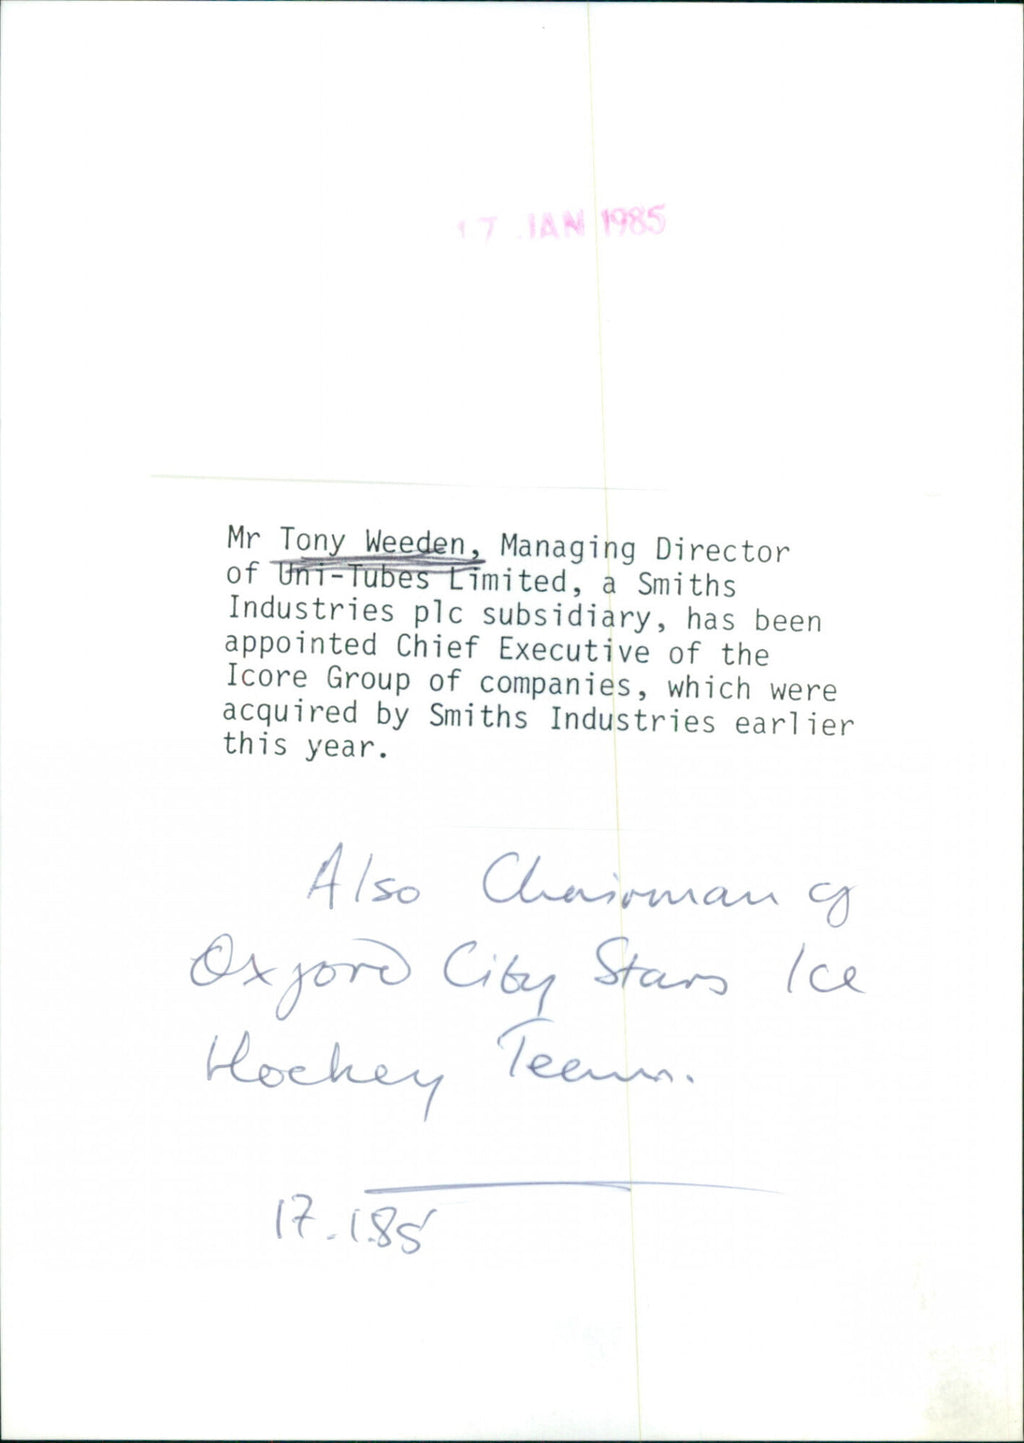 17 JAN 1985
Mr Tony Weeden, Managing Director
of Uni-Tubes Limited, a Smiths
Industries plc subsidiary, has been
appointed Chief Executive of the
Icore Group of companies, which were
acquired by Smiths Industries earlier
this year.
Also Chairman of
Oxford City Stars Ice
Hockey Team.
17.1.85